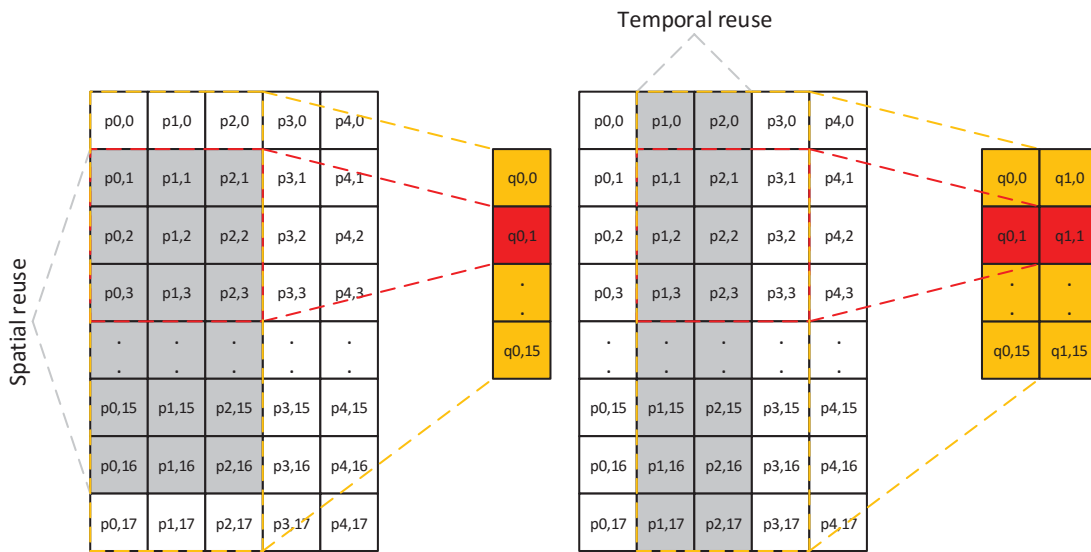 Temporal reuse
Spatial reuse
p0,0 p1,0 p2,0 p3,0 p4,0
p0,1 p1,1 p2,1 p3,1 p4,1
p0,2 p1,2 p2,2 p3,2 p4,2
p0,3 p1,3 p2,3 p3,3 p4,3
. . . . .
. . . . .
p0,15 p1,15 p2,15 p3,15 p4,15
p0,16 p1,16 p2,16 p3,16 p4,16
p0,17 p1,17 p2,17 p3,17 p4,17
q0,0
q0,1
.
.
q0,15
p0,0 p1,0 p2,0 p3,0 p4,0
p0,1 p1,1 p2,1 p3,1 p4,1
p0,2 p1,2 p2,2 p3,2 p4,2
p0,3 p1,3 p2,3 p3,3 p4,3
. . . . .
. . . . .
p0,15 p1,15 p2,15 p3,15 p4,15
p0,16 p1,16 p2,16 p3,16 p4,16
p0,17 p1,17 p2,17 p3,17 p4,17
q0,0 q1,0
q0,1 q1,1
. .
. .
q0,15 q1,15